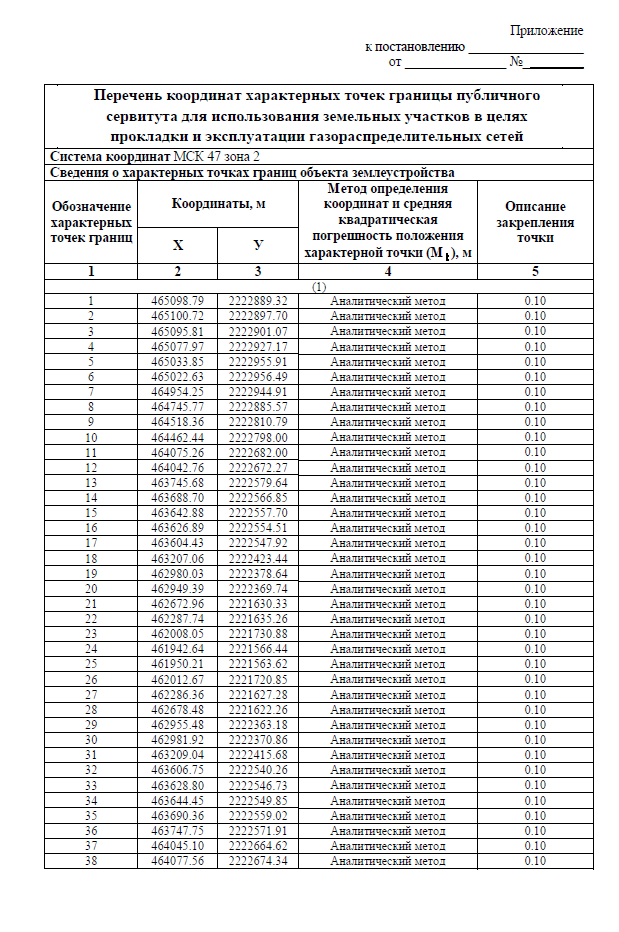 Приложение
к постановлению _________________
от _______________ №_________
Перечень координат характерных точек границы публичного
сервитута для использования земельных участков в целях
прокладки и эксплуатации газораспределительных сетей
Система координат МСК 47 зона 2
Сведения о характерных точках границ объекта землеустройства
Обозначение характерных точек границ Координаты, м Метод определения координат и средняя квадратическая погрешность положения характерной точки (Mt), м Описание закрепления точки
X У
1 2 3 4 5
(1)
1 465098.79 2222889.32 Аналитический метод 0.10
2 465100.72 2222897.70 Аналитический метод 0.10
3 465095.81 2222901.07 Аналитический метод 0.10
4 465077.97 2222927.17 Аналитический метод 0.10
5 465033.85 2222955.91 Аналитический метод 0.10
6 465022.63 2222956.49 Аналитический метод 0.10
7 464954.25 2222944.91 Аналитический метод 0.10
8 464745.77 2222885.57 Аналитический метод 0.10
9 464518.36 2222810.79 Аналитический метод 0.10
10 464462.44 2222798.00 Аналитический метод 0.10
11 464075.26 2222682.00 Аналитический метод 0.10
12 464042.76 2222672.27 Аналитический метод 0.10
13 463745.68 2222579.64 Аналитический метод 0.10
14 463688.70 2222566.85 Аналитический метод 0.10
15 463642.88 2222557.70 Аналитический метод 0.10
16 463626.89 2222554.51 Аналитический метод 0.10
17 463604.43 2222547.92 Аналитический метод 0.10
18 463207.06 2222423.44 Аналитический метод 0.10
19 462980.03 2222378.64 Аналитический метод 0.10
20 462949.39 2222369.74 Аналитический метод 0.10
21 462672.96 2221630.33 Аналитический метод 0.10
22 462287.74 2221635.26 Аналитический метод 0.10
23 462008.05 2221730.88 Аналитический метод 0.10
24 461942.64 2221566.44 Аналитический метод 0.10
25 461950.21 2221563.62 Аналитический метод 0.10
26 462012.67 2221720.85 Аналитический метод 0.10
27 462286.36 2221627.28 Аналитический метод 0.10
28 462678.48 2221622.26 Аналитический метод 0.10
29 462955.48 2222363.18 Аналитический метод 0.10
30 462981.92 2222370.86 Аналитический метод 0.10
31 463209.04 2222415.68 Аналитический метод 0.10
32 463606.75 2222540.26 Аналитический метод 0.10
33 463628.80 2222546.73 Аналитический метод 0.10
34 463644.45 2222549.85 Аналитический метод 0.10
35 463690.36 2222559.02 Аналитический метод 0.10
36 463747.75 2222571.91 Аналитический метод 0.10
37 464045.10 2222664.62 Аналитический метод 0.10
38 464077.56 2222674.34 Аналитический метод 0.10